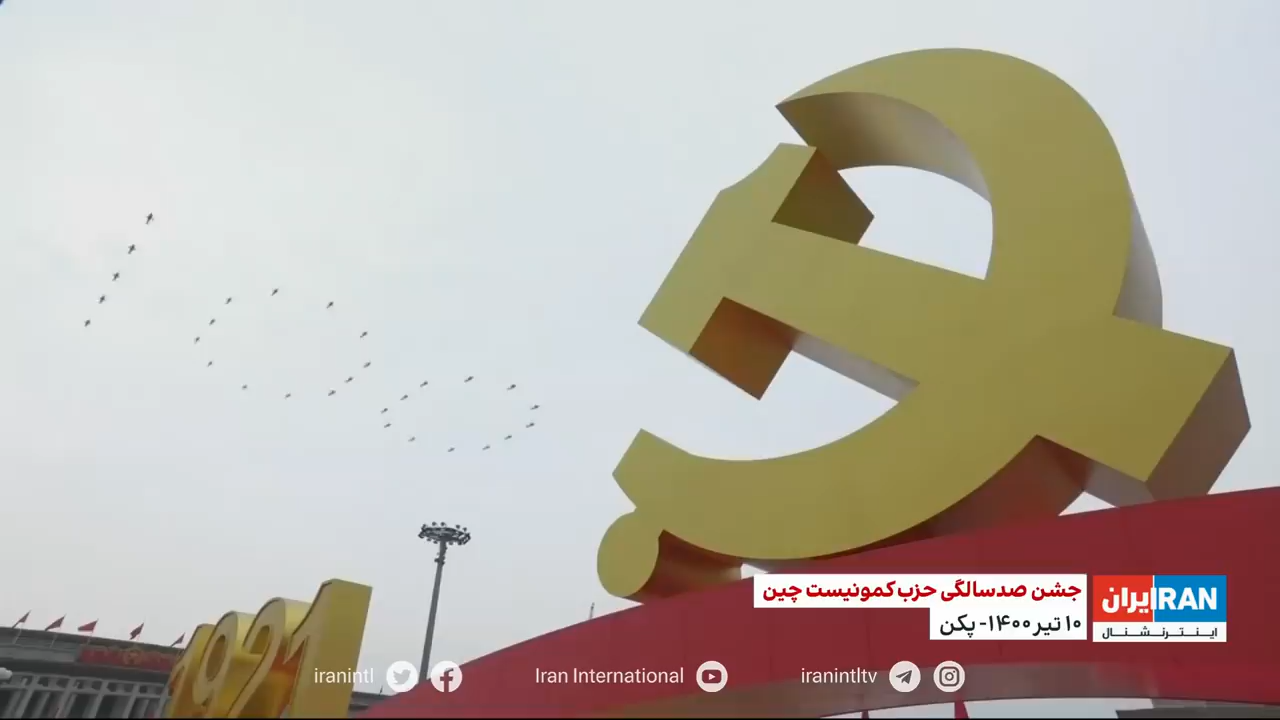 1921
جشن صدسالگی حزب کمونیست چین
۱۰ تیر ۱۴۰۰- پکن
ایران IRAN
اینترنشنال
iranintl
Iran International
iranintltv